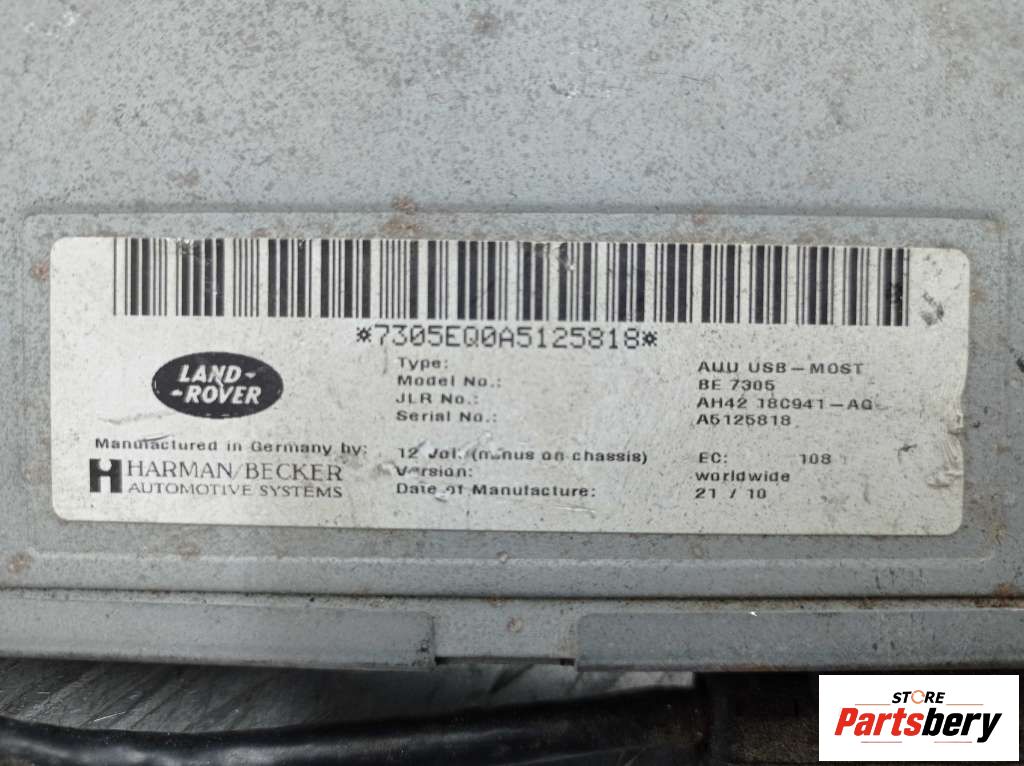 *7305EQ0A5125818*
LAND-
-ROVER
Type: AUU USB-MOST
Model No.: BE 7305
JLR No.: AH42 18C941-AG
Serial No.: A5125818
Manufactured in Germany by:
HARMAN/BECKER
AUTOMOTIVE SYSTEMS
12 Volt (minus on chassis) EC: 108
Version: worldwide
Date of Manufacture: 21 / 10
STORE
Partsbery